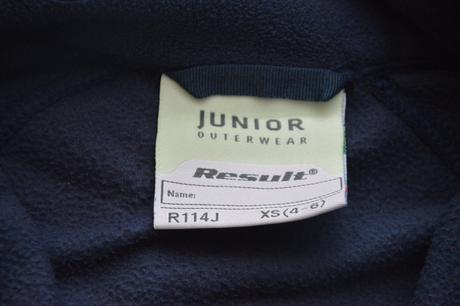 JUNIOR
OUTERWEAR
Result®
Name:
R114J XS(4-6)